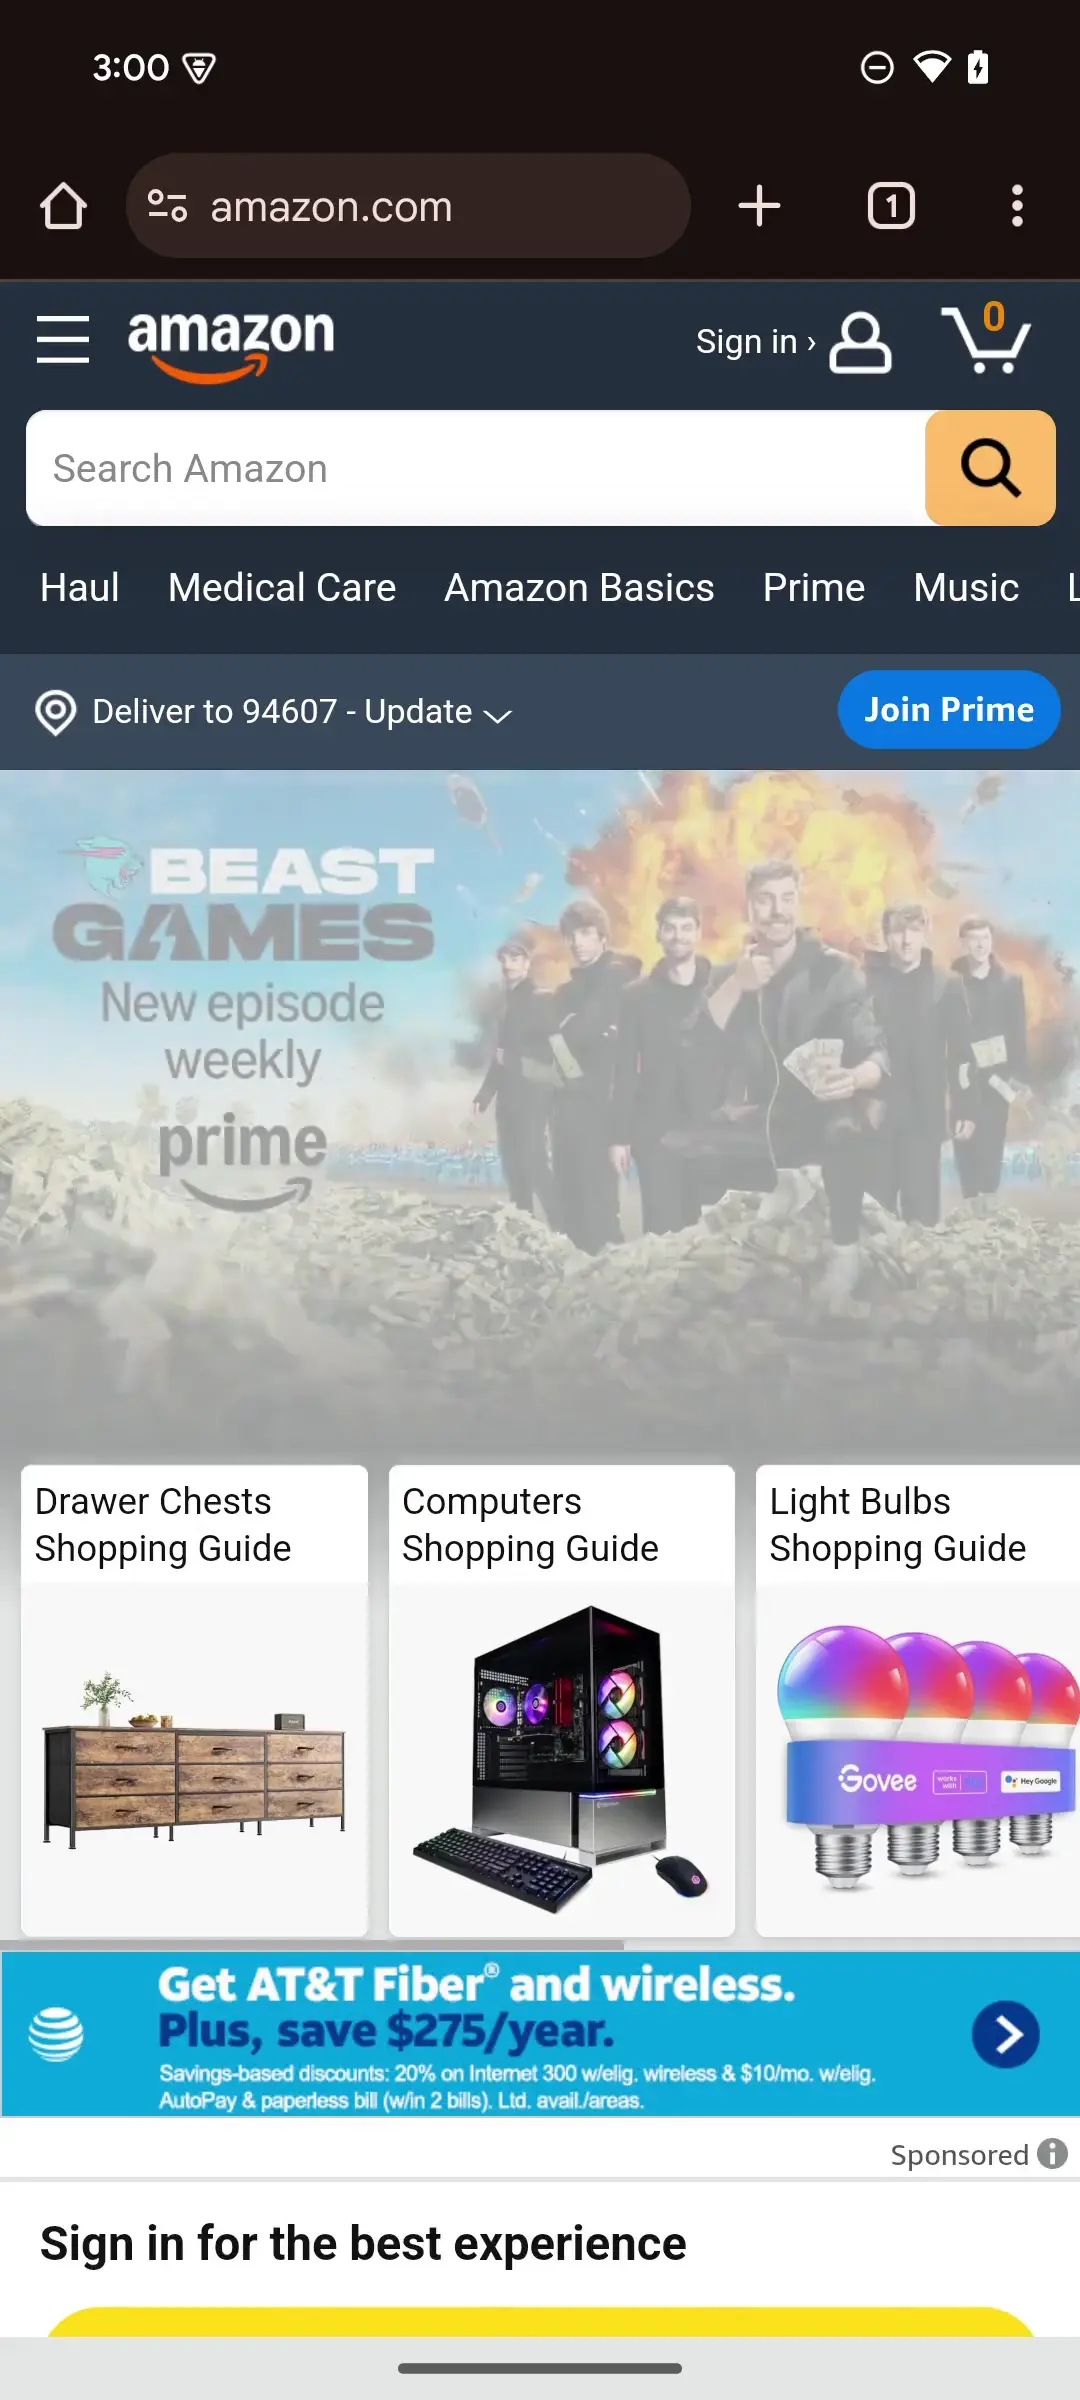 3:00
amazon.com
1
amazon
Sign in ›
0
Search Amazon
Haul Medical Care Amazon Basics Prime Music L
Deliver to 94607 - Update
Join Prime
BEAST
GAMES
New episode
weekly
prime
Drawer Chests
Shopping Guide
Computers
Shopping Guide
Light Bulbs
Shopping Guide
Govee
works with
Hey Google
Get AT&T Fiber® and wireless.
Plus, save $275/year.
Savings-based discounts: 20% on Internet 300 w/elig. wireless & $10/mo. w/elig.
AutoPay & paperless bill (w/in 2 bills). Ltd. avail./areas.
Sponsored
Sign in for the best experience